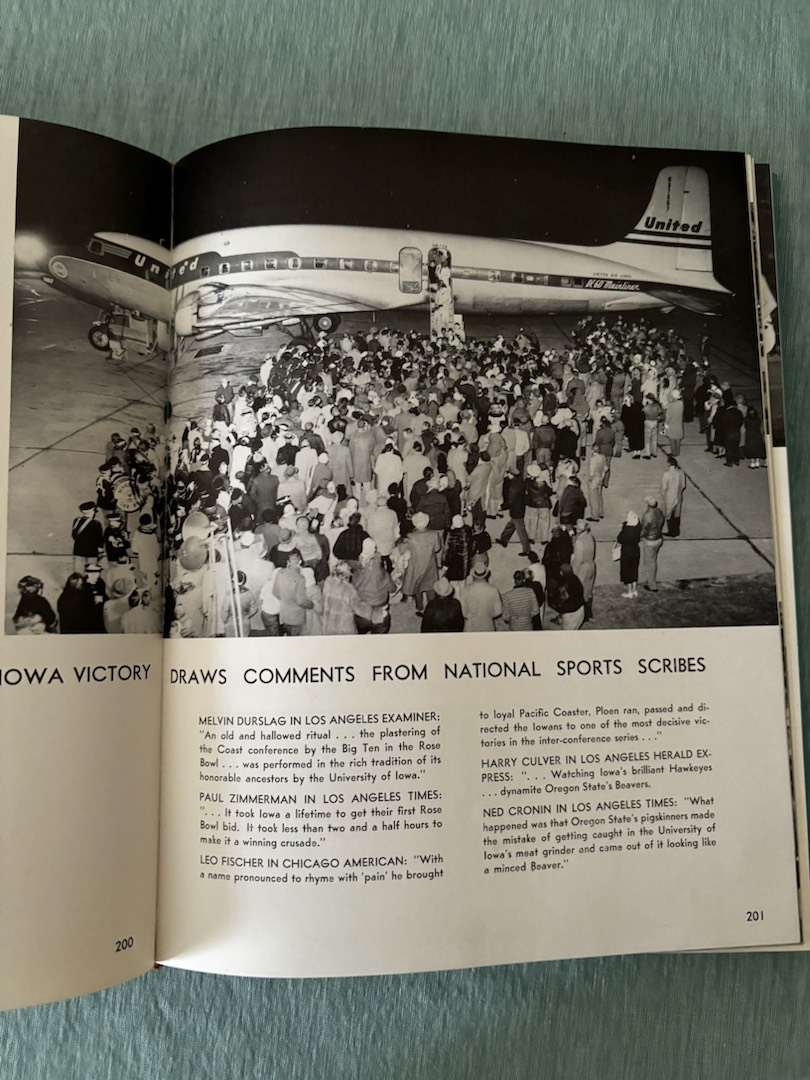 United
United
UNITED AIR LINES
DC-6B Mainliner
IOWA VICTORY DRAWS COMMENTS FROM NATIONAL SPORTS SCRIBES
MELVIN DURSLAG IN LOS ANGELES EXAMINER:
"An old and hallowed ritual . . . the plastering of
the Coast conference by the Big Ten in the Rose
Bowl . . . was performed in the rich tradition of its
honorable ancestors by the University of Iowa."
PAUL ZIMMERMAN IN LOS ANGELES TIMES:
". . . It took Iowa a lifetime to get their first Rose
Bowl bid. It took less than two and a half hours to
make it a winning crusade."
LEO FISCHER IN CHICAGO AMERICAN: "With
a name pronounced to rhyme with 'pain' he brought
to loyal Pacific Coaster, Ploen ran, passed and di-
rected the Iowans to one of the most decisive vic-
tories in the inter-conference series . . ."
HARRY CULVER IN LOS ANGELES HERALD EX-
PRESS: ". . . Watching Iowa's brilliant Hawkeyes
. . . dynamite Oregon State's Beavers.
NED CRONIN IN LOS ANGELES TIMES: "What
happened was that Oregon State's pigskinners made
the mistake of getting caught in the University of
Iowa's meat grinder and came out of it looking like
a minced Beaver."
200
201